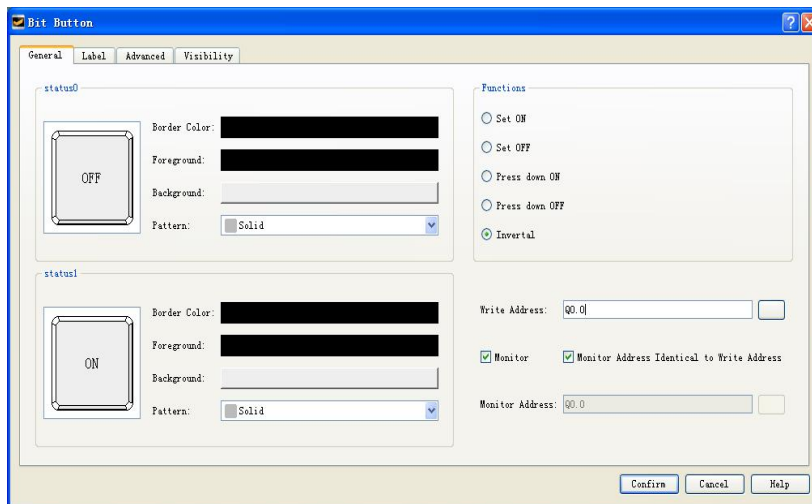 Bit Button
General Label Advanced Visibility
status0
OFF
Border Color:
Foreground:
Background:
Pattern: Solid
status1
ON
Border Color:
Foreground:
Background:
Pattern: Solid
Functions
Set ON
Set OFF
Press down ON
Press down OFF
Invertal
Write Address: Q0.0
Monitor Monitor Address Identical to Write Address
Monitor Address: Q0.0
Confirm Cancel Help